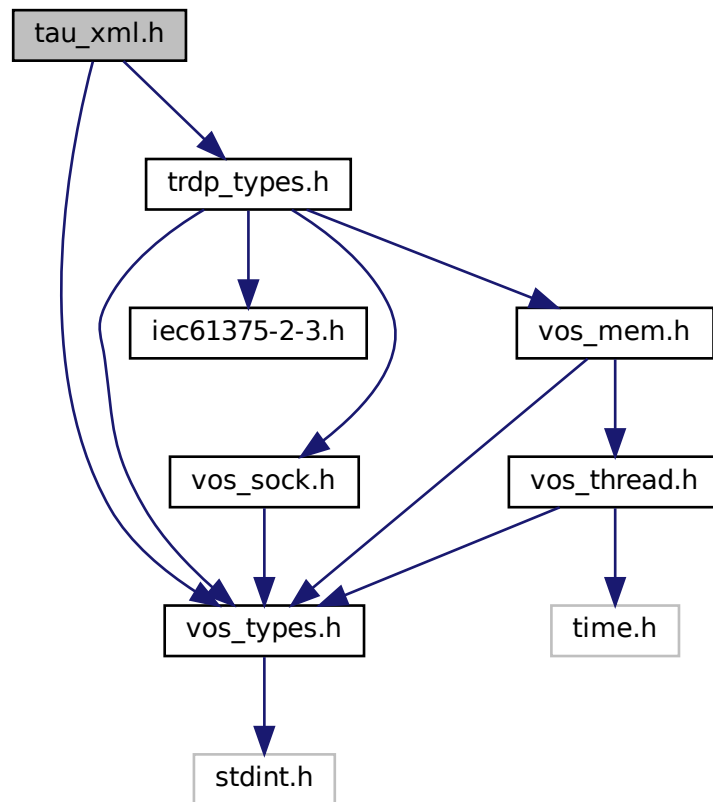 tau_xml.h
trdp_types.h
iec61375-2-3.h
vos_mem.h
vos_sock.h
vos_thread.h
vos_types.h
time.h
stdint.h